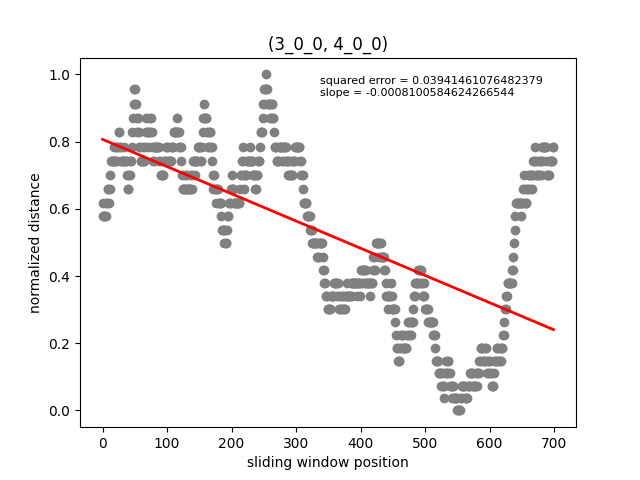 (3_0_0, 4_0_0)
squared error = 0.03941461076482379
slope = -0.0008100584624266544
1.0
0.8
0.6
0.4
0.2
0.0
normalized distance
0 100 200 300 400 500 600 700
sliding window position